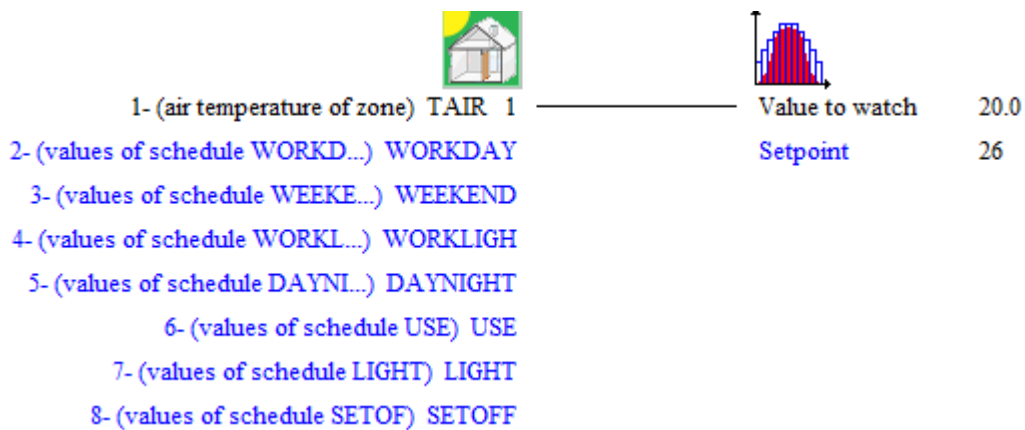 1- (air temperature of zone) TAIR 1 Value to watch 20.0
2- (values of schedule WORKD...) WORKDAY Setpoint 26
3- (values of schedule WEEKE...) WEEKEND
4- (values of schedule WORKL...) WORKLIGH
5- (values of schedule DAYNI...) DAYNIGHT
6- (values of schedule USE) USE
7- (values of schedule LIGHT) LIGHT
8- (values of schedule SETOF) SETOFF